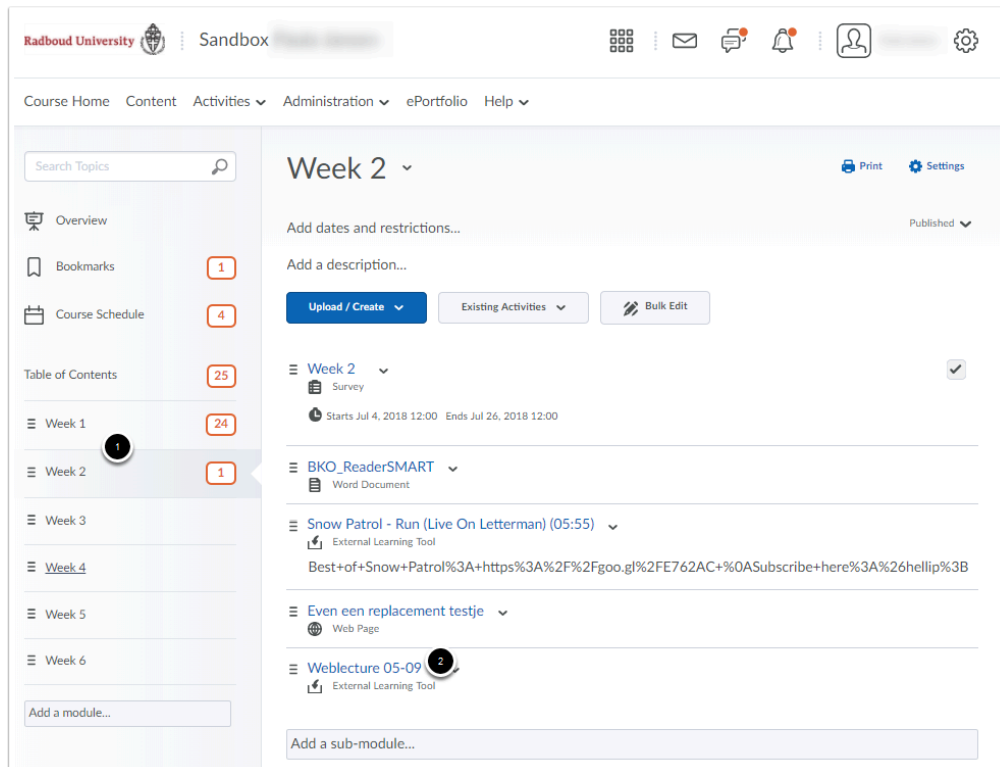 Radboud University
Sandbox
Course Home Content Activities Administration ePortfolio Help
Search Topics
Overview
Bookmarks 1
Course Schedule 4
Table of Contents 25
Week 1 24
1
Week 2 1
Week 3
Week 4
Week 5
Week 6
Add a module...
Week 2
Print Settings
Add dates and restrictions...
Published
Add a description...
Upload / Create Existing Activities Bulk Edit
Week 2
Survey
Starts Jul 4, 2018 12:00 Ends Jul 26, 2018 12:00
BKO_ReaderSMART
Word Document
Snow Patrol - Run (Live On Letterman) (05:55)
External Learning Tool
Best+of+Snow+Patrol%3A+https%3A%2F%2Fgoo.gl%2FE762AC+%0ASubscribe+here%3A%26hellip%3B
Even een replacement testje
Web Page
Weblecture 05-09 2
External Learning Tool
Add a sub-module...